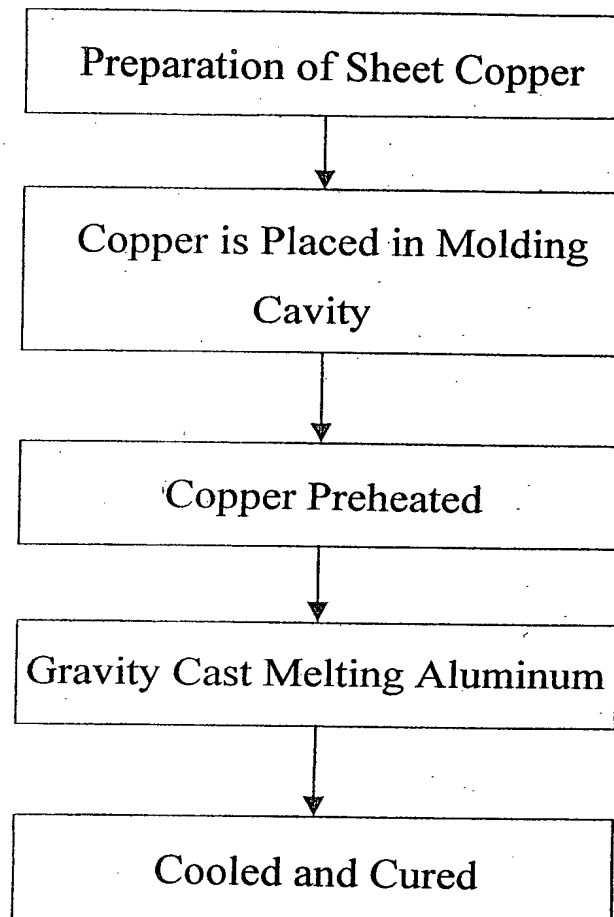 Preparation of Sheet Copper
Copper is Placed in Molding
Cavity
Copper Preheated
Gravity Cast Melting Aluminum
Cooled and Cured